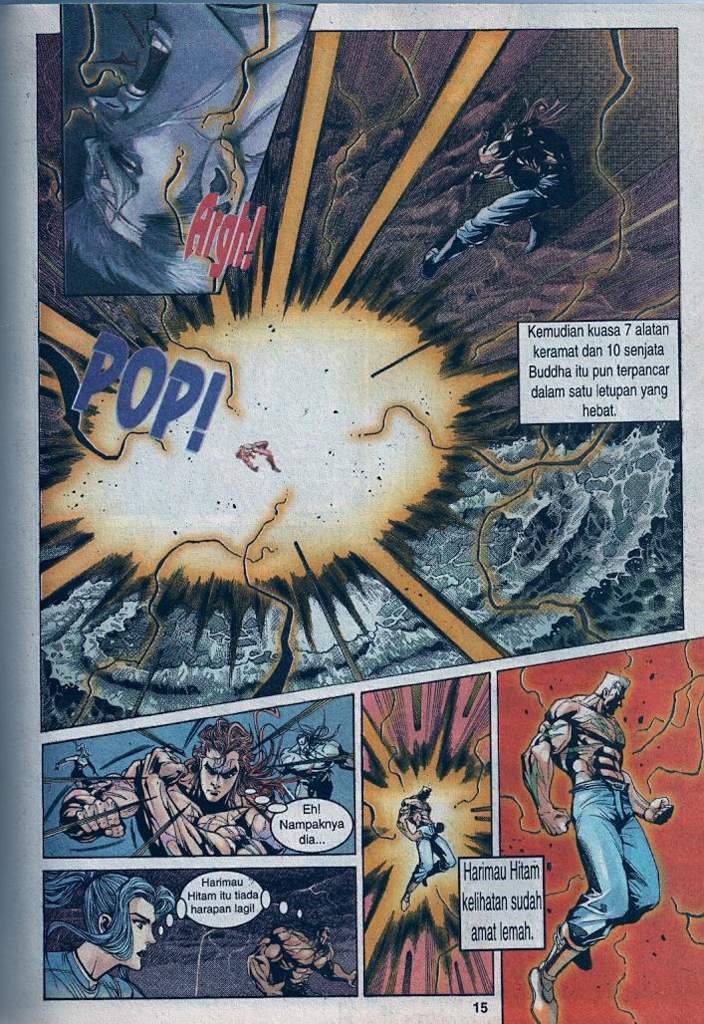 Argh!
POP!
Kemudian kuasa 7 alatan
keramat dan 10 senjata
Buddha itu pun terpancar
dalam satu letupan yang
hebat.
Eh!
Nampaknya
dia...
Harimau
Hitam itu tiada
harapan lagi!
Harimau Hitam
kelihatan sudah
amat lemah.
15